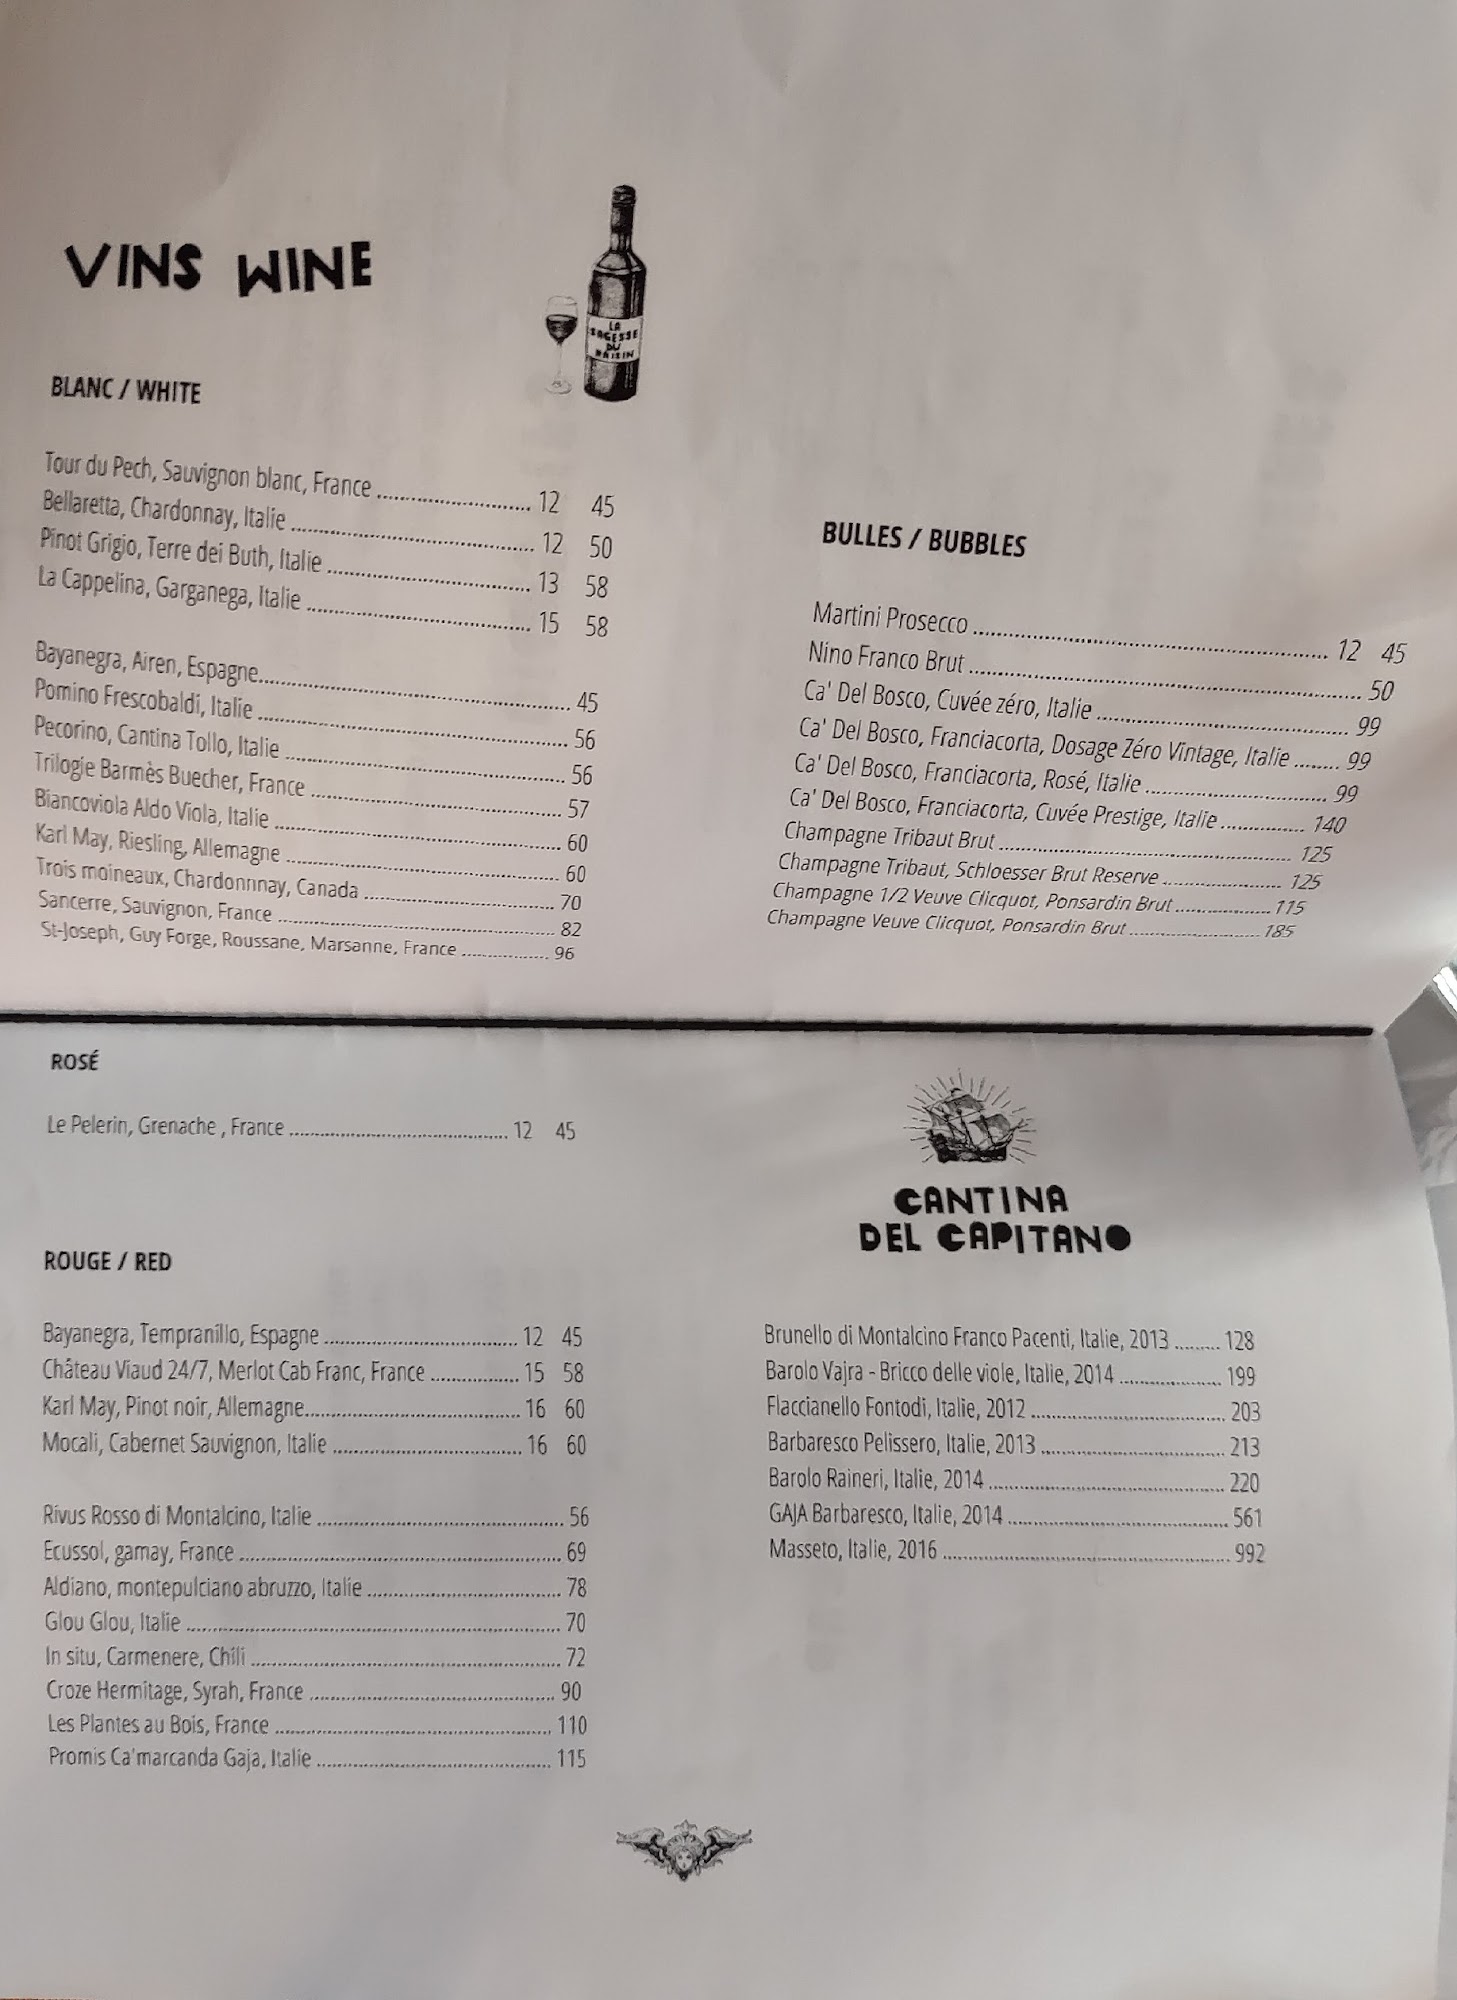 VINS WINE
LA
SAGESSE
DU
RAISIN
BLANC / WHITE
Tour du Pech, Sauvignon blanc, France 12 45
Bellaretta, Chardonnay, Italie 12 50
Pinot Grigio, Terre dei Buth, Italie 13 58
La Cappelina, Garganega, Italie 15 58
Bayanegra, Airen, Espagne 45
Pomino Frescobaldi, Italie 56
Pecorino, Cantina Tollo, Italie 56
Trilogie Barmès Buecher, France 57
Biancoviola Aldo Viola, Italie 60
Karl May, Riesling, Allemagne 60
Trois moineaux, Chardonnnay, Canada 70
Sancerre, Sauvignon, France 82
St-Joseph, Guy Forge, Roussane, Marsanne, France 96
BULLES / BUBBLES
Martini Prosecco 12 45
Nino Franco Brut 50
Ca' Del Bosco, Cuvée zéro, Italie 99
Ca' Del Bosco, Franciacorta, Dosage Zéro Vintage, Italie 99
Ca' Del Bosco, Franciacorta, Rosé, Italie 99
Ca' Del Bosco, Franciacorta, Cuvée Prestige, Italie 140
Champagne Tribaut Brut 125
Champagne Tribaut, Schloesser Brut Reserve 125
Champagne 1/2 Veuve Clicquot, Ponsardin Brut 115
Champagne Veuve Clicquot, Ponsardin Brut 185
ROSÉ
Le Pelerin, Grenache , France 12 45
ROUGE / RED
Bayanegra, Tempranillo, Espagne 12 45
Château Viaud 24/7, Merlot Cab Franc, France 15 58
Karl May, Pinot noir, Allemagne 16 60
Mocali, Cabernet Sauvignon, Italie 16 60
Rivus Rosso di Montalcino, Italie 56
Ecussol, gamay, France 69
Aldiano, montepulciano abruzzo, Italie 78
Glou Glou, Italie 70
In situ, Carmenere, Chili 72
Croze Hermitage, Syrah, France 90
Les Plantes au Bois, France 110
Promis Ca'marcanda Gaja, Italie 115
CANTINA
DEL CAPITANO
Brunello di Montalcino Franco Pacenti, Italie, 2013 128
Barolo Vajra - Bricco delle viole, Italie, 2014 199
Flaccianello Fontodi, Italie, 2012 203
Barbaresco Pelissero, Italie, 2013 213
Barolo Raineri, Italie, 2014 220
GAJA Barbaresco, Italie, 2014 561
Masseto, Italie, 2016 992